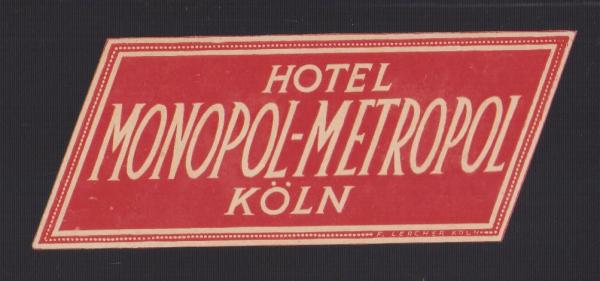 HOTEL
MONOPOL-METROPOL
KÖLN
F. LERCHER KÖLN